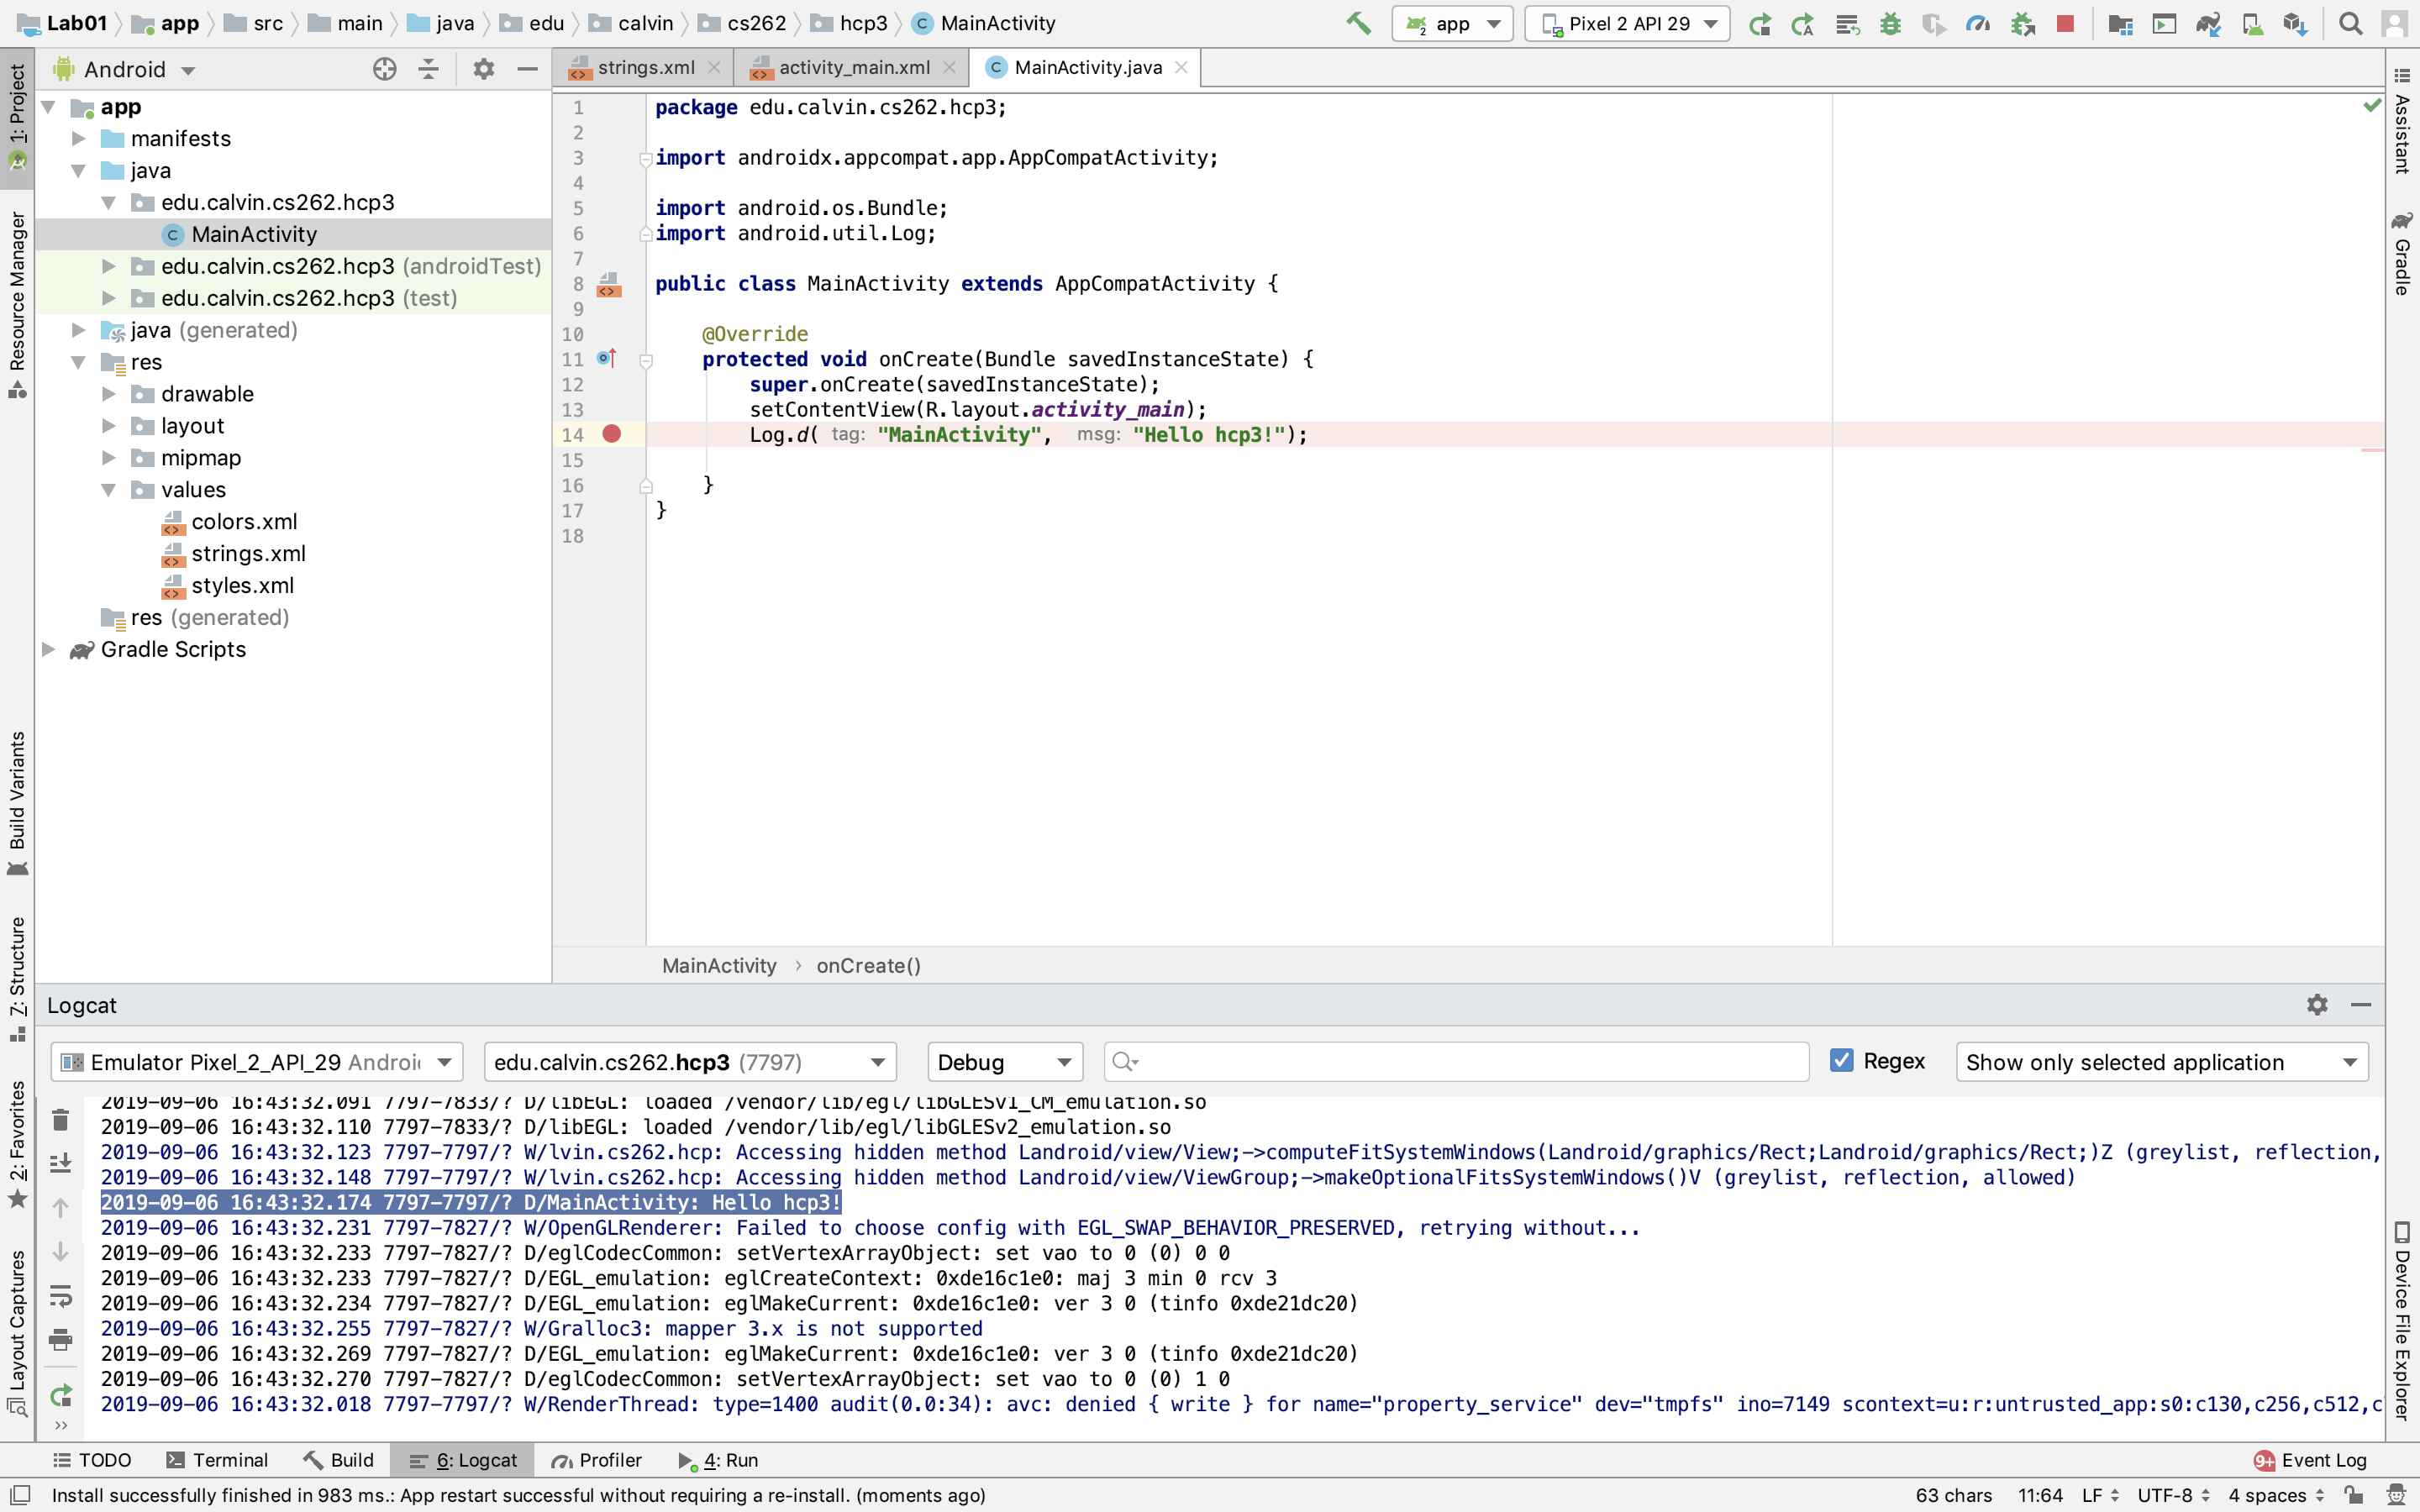 Lab01 app src main java edu calvin cs262 hcp3 MainActivity
app Pixel 2 API 29
1: Project
Resource Manager
Build Variants
7: Structure
2: Favorites
Layout Captures
Android
app
manifests
java
edu.calvin.cs262.hcp3
MainActivity
edu.calvin.cs262.hcp3 (androidTest)
edu.calvin.cs262.hcp3 (test)
java (generated)
res
drawable
layout
mipmap
values
colors.xml
strings.xml
styles.xml
res (generated)
Gradle Scripts
strings.xml activity_main.xml MainActivity.java
1 package edu.calvin.cs262.hcp3;
2
3 import androidx.appcompat.app.AppCompatActivity;
4
5 import android.os.Bundle;
6 import android.util.Log;
7
8 public class MainActivity extends AppCompatActivity {
9
10 @Override
11 protected void onCreate(Bundle savedInstanceState) {
12 super.onCreate(savedInstanceState);
13 setContentView(R.layout.activity_main);
14 Log.d( tag: "MainActivity", msg: "Hello hcp3!");
15
16 }
17 }
18
MainActivity › onCreate()
Assistant
Gradle
Device File Explorer
Logcat
Emulator Pixel_2_API_29 Androi edu.calvin.cs262.hcp3 (7797) Debug Regex Show only selected application
2019-09-06 16:43:32.091 7797-7833/? D/libEGL: loaded /vendor/lib/egl/libGLESv1_CM_emulation.so
2019-09-06 16:43:32.110 7797-7833/? D/libEGL: loaded /vendor/lib/egl/libGLESv2_emulation.so
2019-09-06 16:43:32.123 7797-7797/? W/lvin.cs262.hcp: Accessing hidden method Landroid/view/View;->computeFitSystemWindows(Landroid/graphics/Rect;Landroid/graphics/Rect;)Z (greylist, reflection,
2019-09-06 16:43:32.148 7797-7797/? W/lvin.cs262.hcp: Accessing hidden method Landroid/view/ViewGroup;->makeOptionalFitsSystemWindows()V (greylist, reflection, allowed)
2019-09-06 16:43:32.174 7797-7797/? D/MainActivity: Hello hcp3!
2019-09-06 16:43:32.231 7797-7827/? W/OpenGLRenderer: Failed to choose config with EGL_SWAP_BEHAVIOR_PRESERVED, retrying without...
2019-09-06 16:43:32.233 7797-7827/? D/eglCodecCommon: setVertexArrayObject: set vao to 0 (0) 0 0
2019-09-06 16:43:32.233 7797-7827/? D/EGL_emulation: eglCreateContext: 0xde16c1e0: maj 3 min 0 rcv 3
2019-09-06 16:43:32.234 7797-7827/? D/EGL_emulation: eglMakeCurrent: 0xde16c1e0: ver 3 0 (tinfo 0xde21dc20)
2019-09-06 16:43:32.255 7797-7827/? W/Gralloc3: mapper 3.x is not supported
2019-09-06 16:43:32.269 7797-7827/? D/EGL_emulation: eglMakeCurrent: 0xde16c1e0: ver 3 0 (tinfo 0xde21dc20)
2019-09-06 16:43:32.270 7797-7827/? D/eglCodecCommon: setVertexArrayObject: set vao to 0 (0) 1 0
2019-09-06 16:43:32.018 7797-7797/? W/RenderThread: type=1400 audit(0.0:34): avc: denied { write } for name="property_service" dev="tmpfs" ino=7149 scontext=u:r:untrusted_app:s0:c130,c256,c512,c
TODO Terminal Build 6: Logcat Profiler 4: Run 9+ Event Log
Install successfully finished in 983 ms.: App restart successful without requiring a re-install. (moments ago) 63 chars 11:64 LF UTF-8 4 spaces